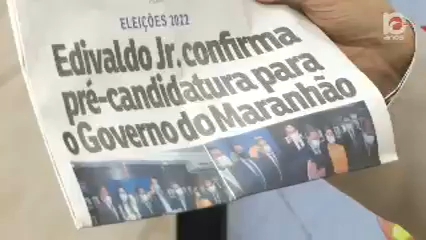 ELEIÇÕES 2022
Edivaldo Jr. confirma
pré-candidatura para
o Governo do Maranhão